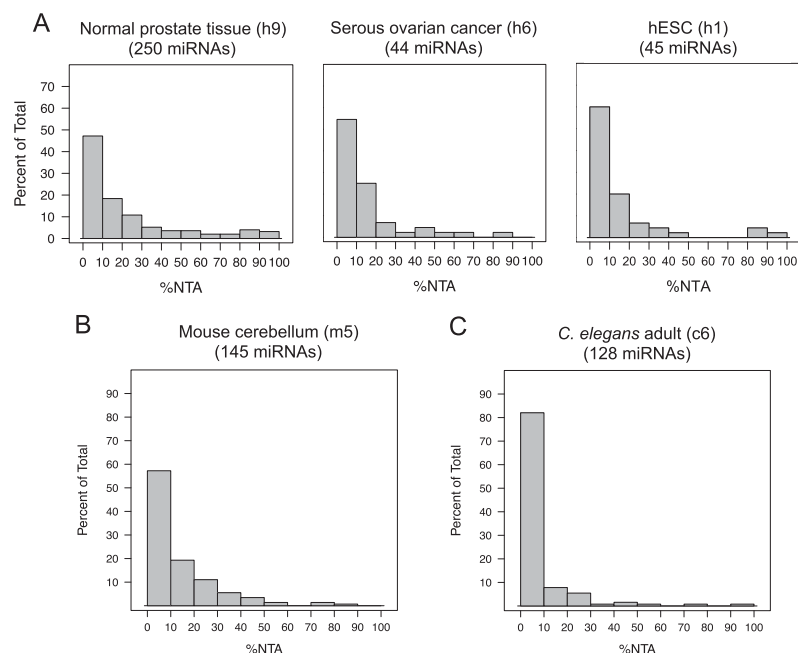 A
Normal prostate tissue (h9)
(250 miRNAs)
Serous ovarian cancer (h6)
(44 miRNAs)
hESC (h1)
(45 miRNAs)
Percent of Total
70
60
50
40
30
20
10
0
0 10 20 30 40 50 60 70 80 90 100
%NTA
0 10 20 30 40 50 60 70 80 90 100
%NTA
0 10 20 30 40 50 60 70 80 90 100
%NTA
B
Mouse cerebellum (m5)
(145 miRNAs)
Percent of Total
90
80
70
60
50
40
30
20
10
0 10 20 30 40 50 60 70 80 90 100
%NTA
C
C. elegans adult (c6)
(128 miRNAs)
Percent of Total
90
80
70
60
50
40
30
20
10
0 10 20 30 40 50 60 70 80 90 100
%NTA